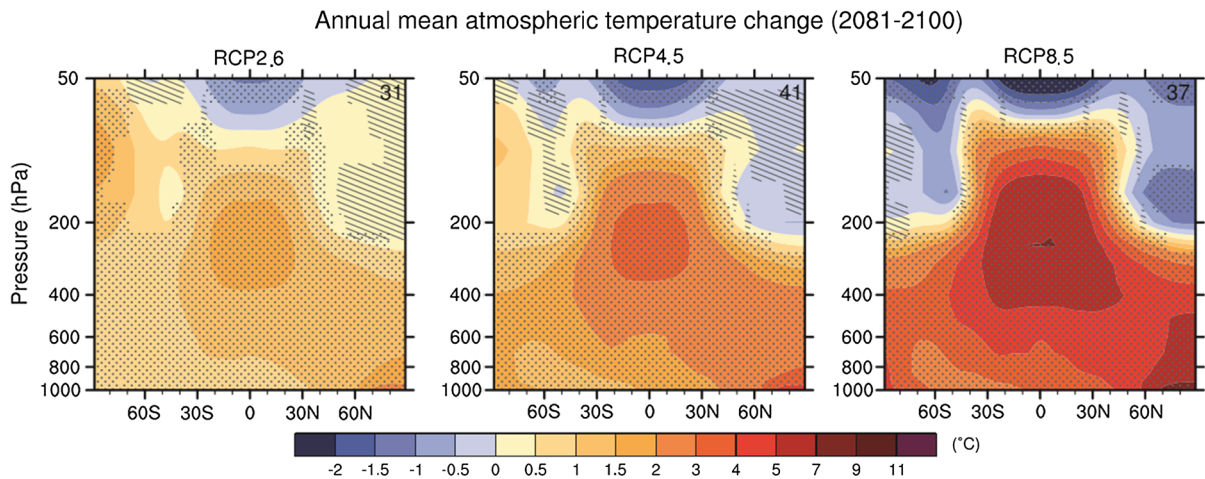 Annual mean atmospheric temperature change (2081-2100)
RCP2.6 RCP4.5 RCP8.5
50 31 50 41 50 37
Pressure (hPa)
200 200 200
400 400 400
600 600 600
800 800 800
1000 1000 1000
60S 30S 0 30N 60N 60S 30S 0 30N 60N 60S 30S 0 30N 60N
(°C)
-2 -1.5 -1 -0.5 0 0.5 1 1.5 2 3 4 5 7 9 11